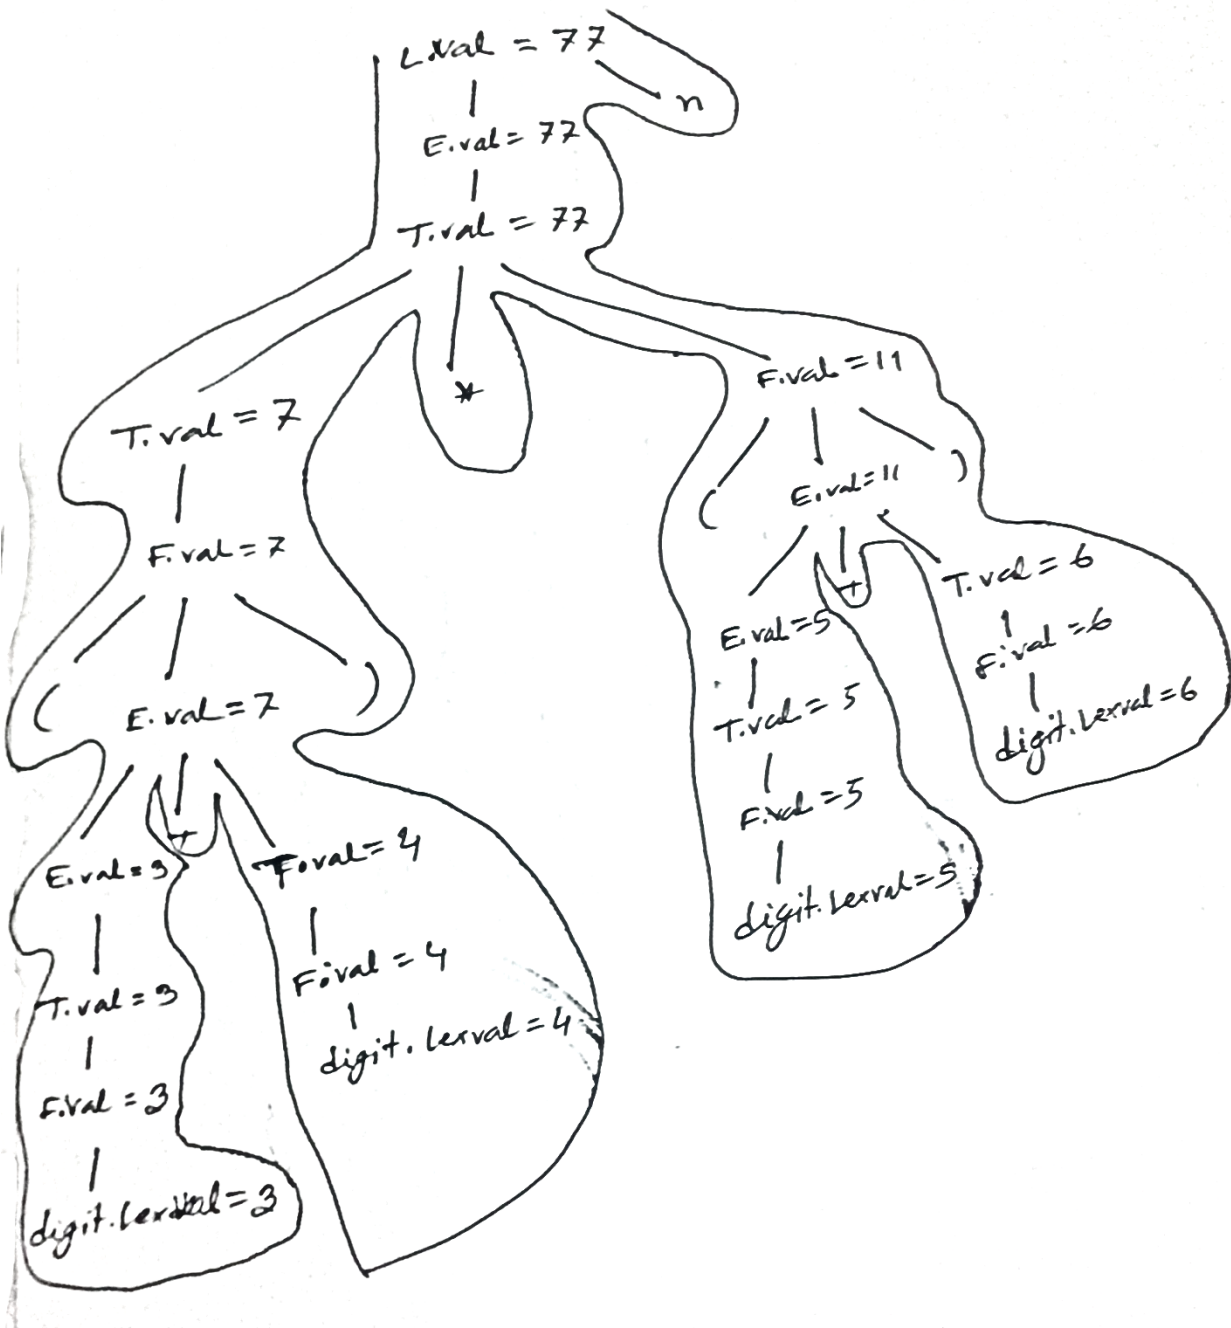 L.val = 77
n
E.val = 77
T.val = 77
*
F.val = 11
T.val = 7
( E.val = 11 )
F.val = 7
+ T.val = 6
E.val = 5
F.val = 6
( E.val = 7 )
T.val = 5 digit.lexval = 6
F.val = 5
+
E.val = 3 T.val = 4
digit.lexval = 5
F.val = 4
T.val = 3
digit.lexval = 4
F.val = 3
digit.lexval = 3